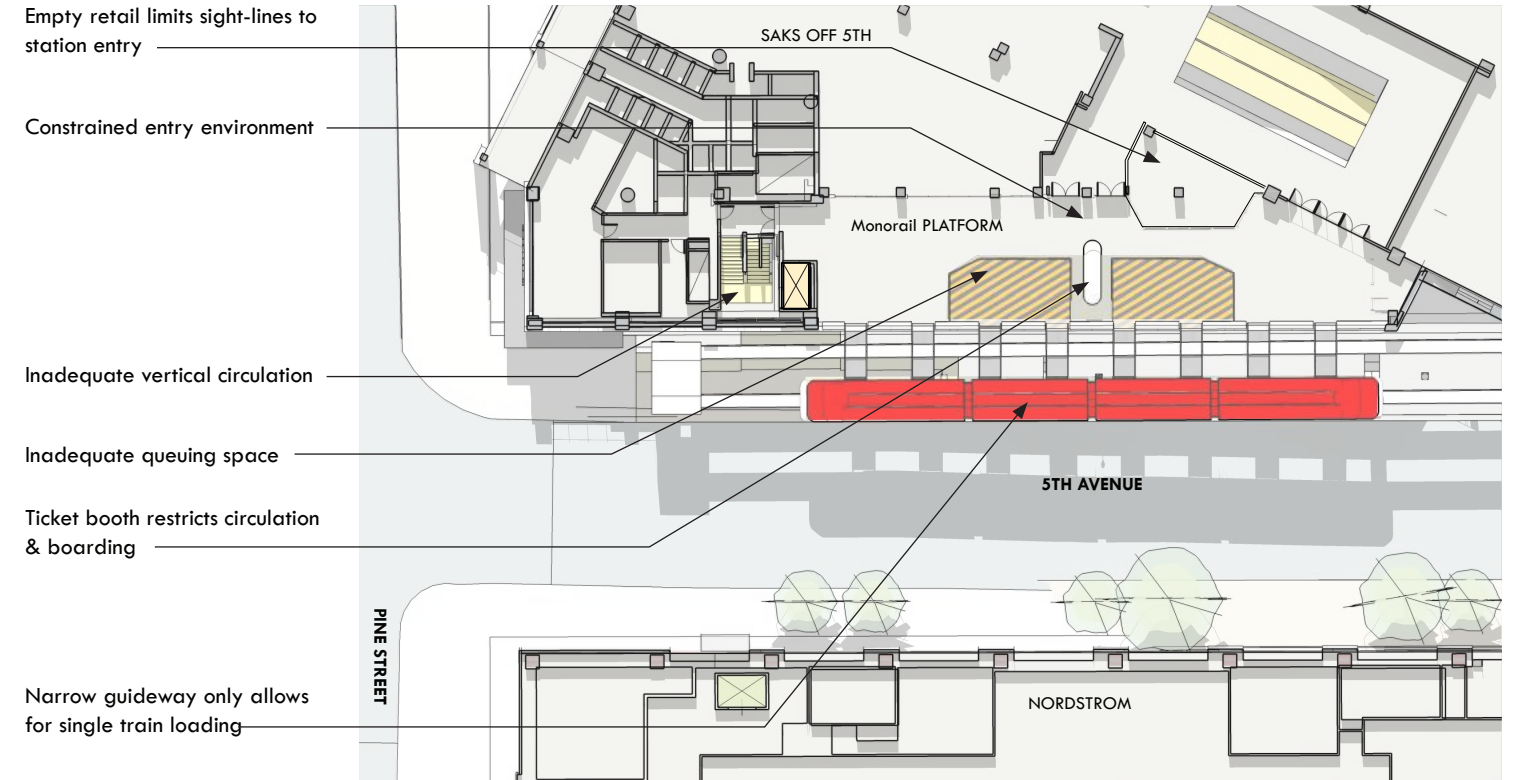 Empty retail limits sight-lines to
station entry
SAKS OFF 5TH
Constrained entry environment
Monorail PLATFORM
Inadequate vertical circulation
Inadequate queuing space
5TH AVENUE
Ticket booth restricts circulation
& boarding
PINE STREET
Narrow guideway only allows
for single train loading
NORDSTROM